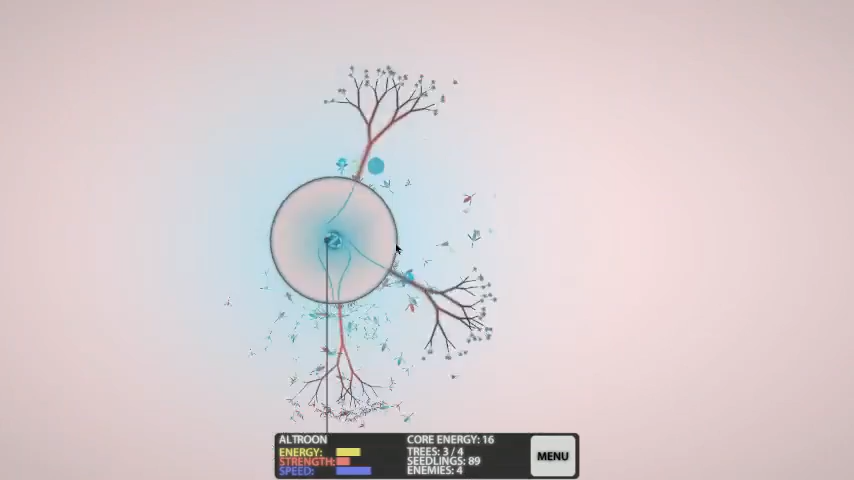 ALTROON
ENERGY:
STRENGTH:
SPEED:
CORE ENERGY: 16
TREES: 3 / 4
SEEDLINGS: 89
ENEMIES: 4
MENU